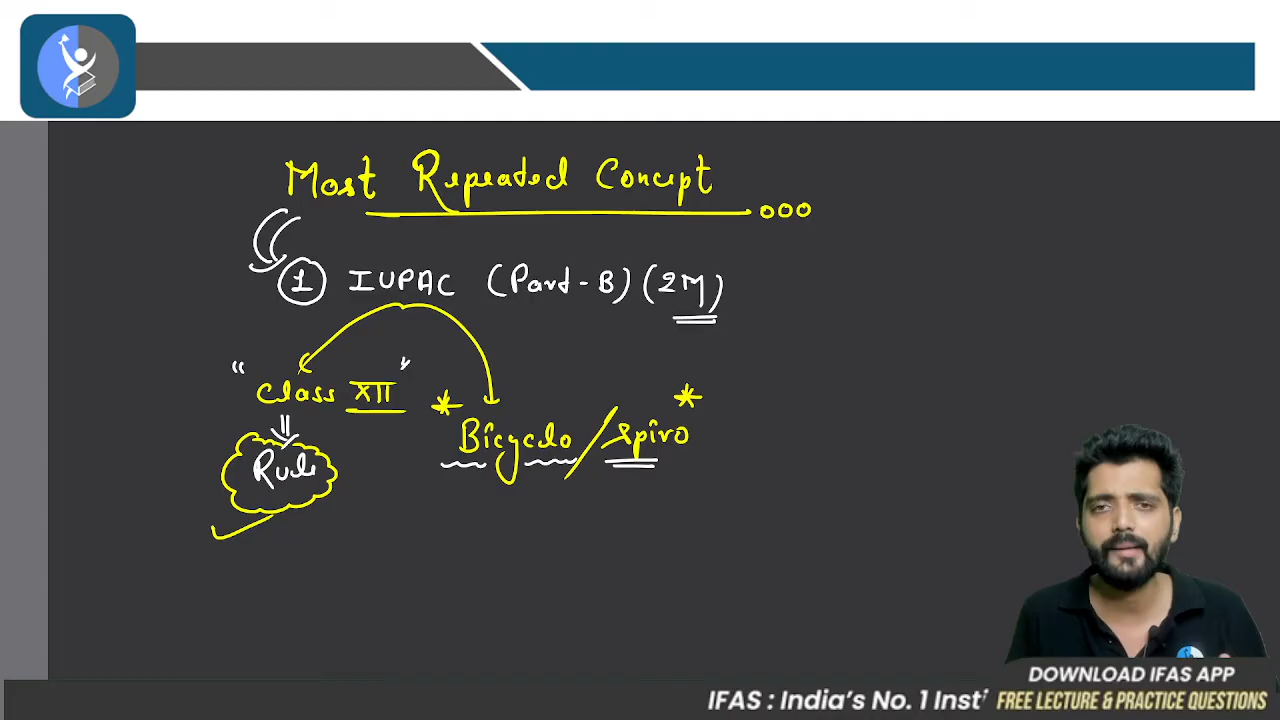 Most Repeated Concept
1 IUPAC (Part-B) (2M)
"Class XII"
* Bicyclo / Spiro *
Rule
DOWNLOAD IFAS APP
IFAS : India's No. 1 Insti
FREE LECTURE & PRACTICE QUESTIONS